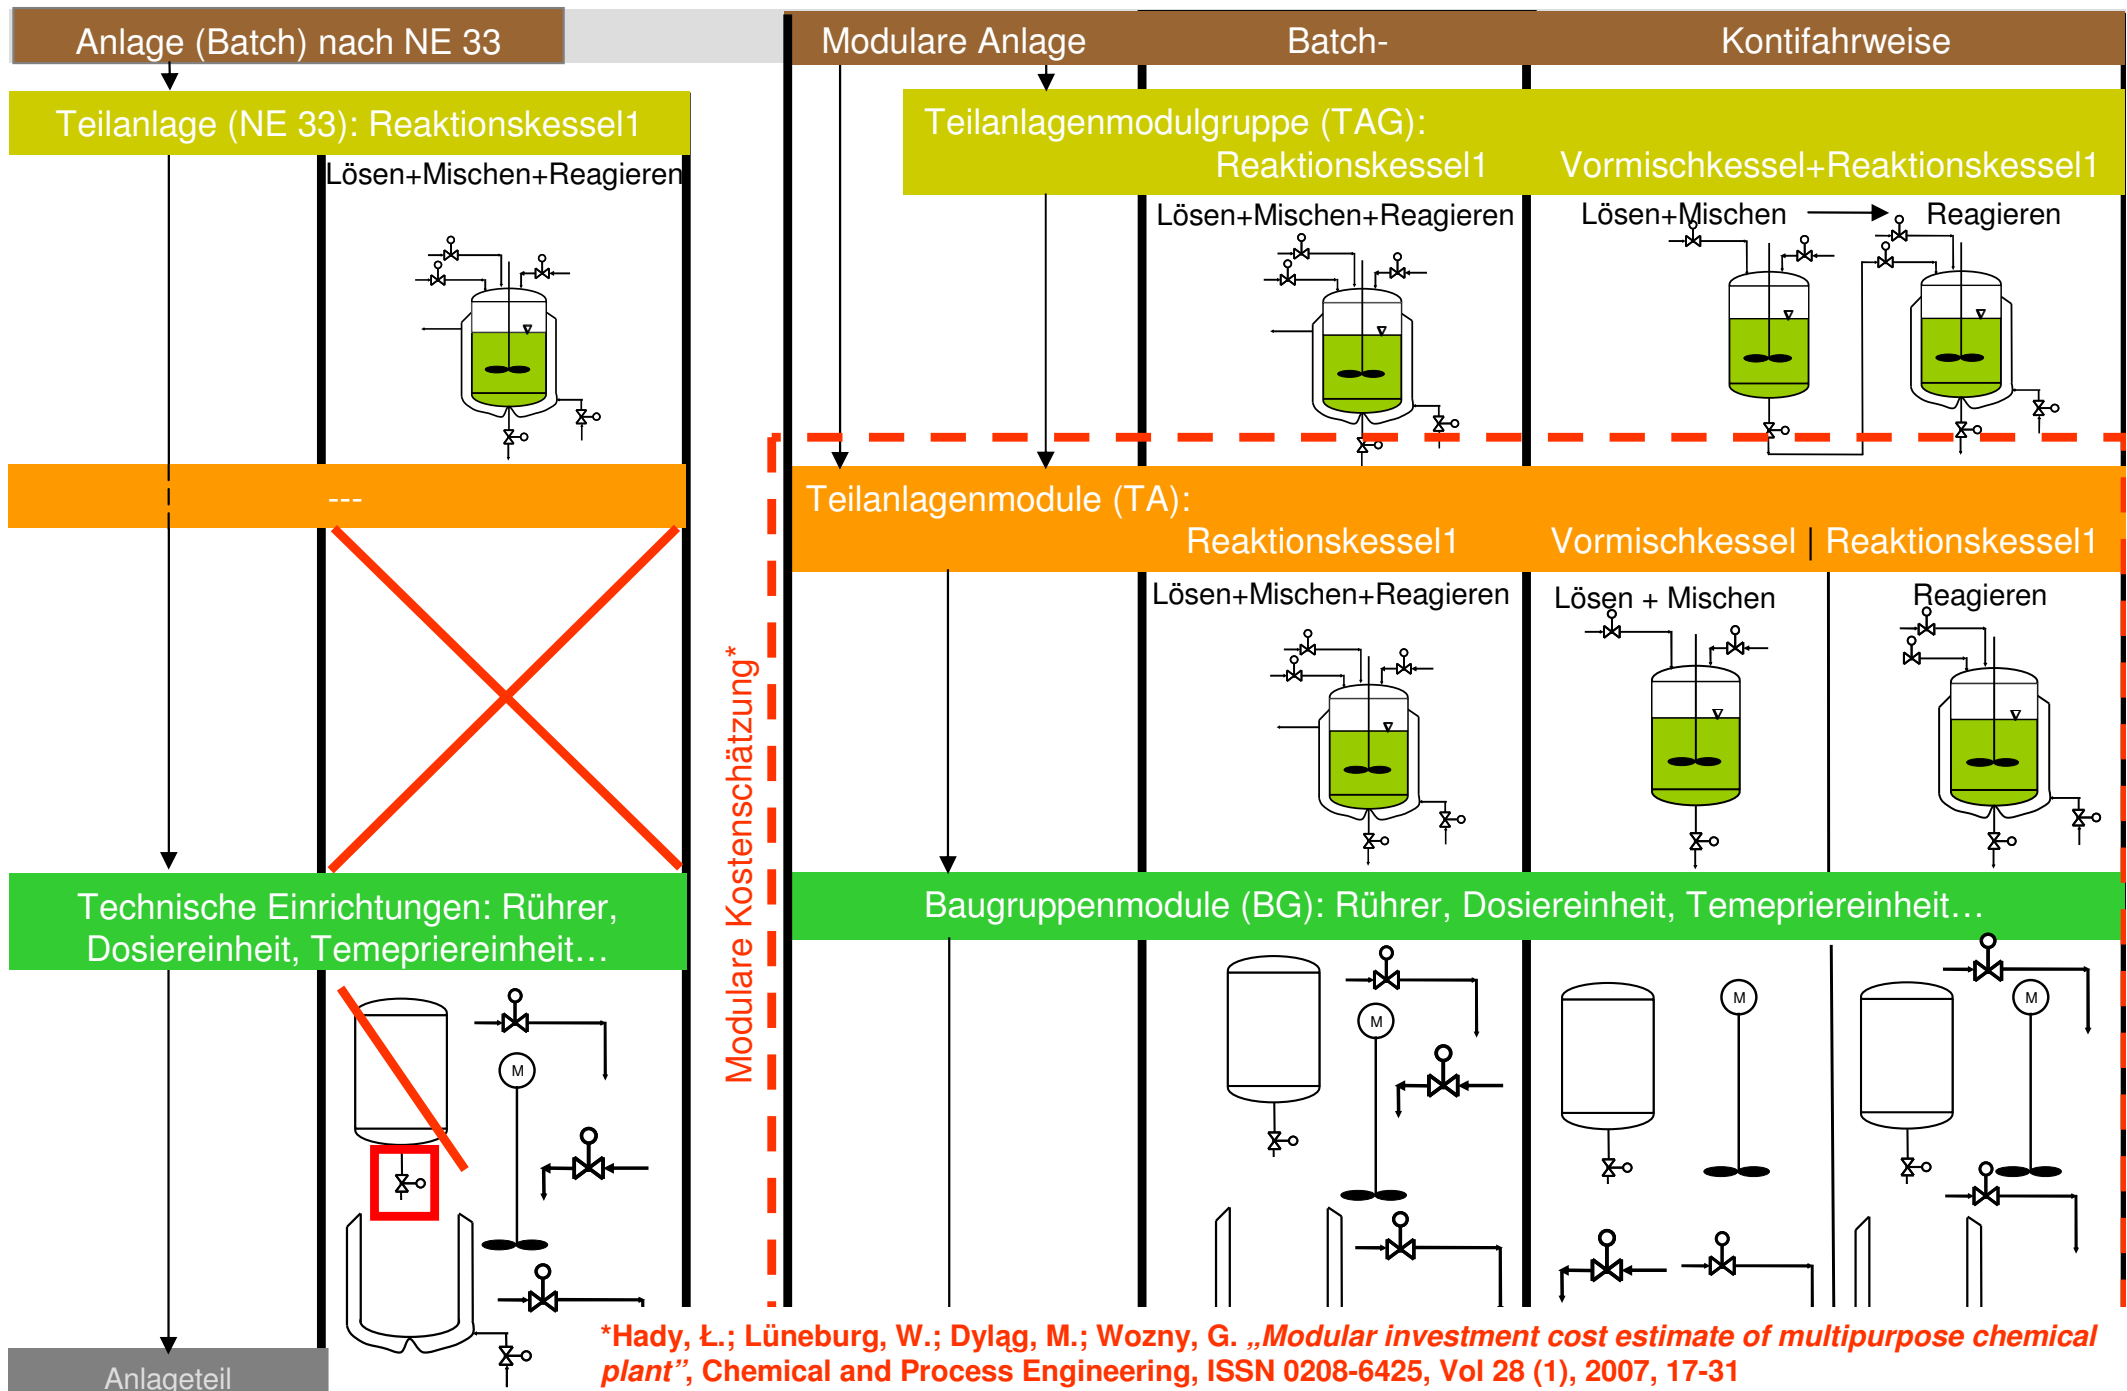 Anlage (Batch) nach NE 33
Modulare Anlage
Batch-
Kontifahrweise
Teilanlage (NE 33): Reaktionskessel1
Teilanlagenmodulgruppe (TAG):
Reaktionskessel1
Vormischkessel+Reaktionskessel1
Lösen+Mischen+Reagieren
Lösen+Mischen+Reagieren
Lösen+Mischen
Reagieren
---
Teilanlagenmodule (TA):
Reaktionskessel1
Vormischkessel | Reaktionskessel1
Lösen+Mischen+Reagieren
Lösen + Mischen
Reagieren
Modulare Kostenschätzung*
Technische Einrichtungen: Rührer,
Dosiereinheit, Temepriereinheit…
Baugruppenmodule (BG): Rührer, Dosiereinheit, Temepriereinheit…
M
M
M
M
*Hady, Ł.; Lüneburg, W.; Dyląg, M.; Wozny, G. „Modular investment cost estimate of multipurpose chemical
plant”, Chemical and Process Engineering, ISSN 0208-6425, Vol 28 (1), 2007, 17-31
Anlageteil